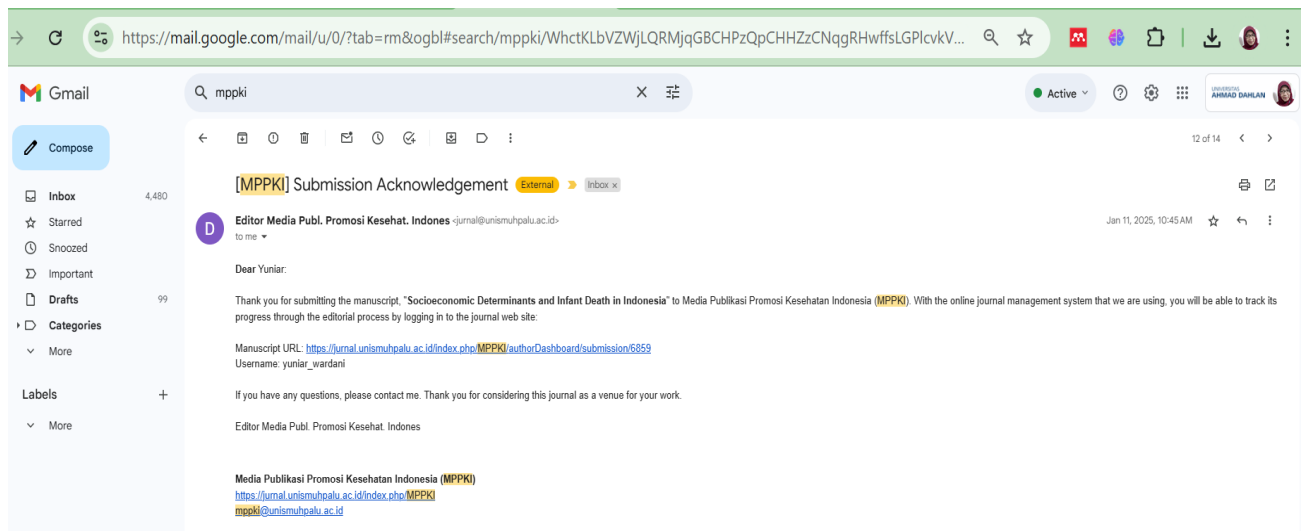 https://mail.google.com/mail/u/0/?tab=rm&ogbl#search/mppki/WhctKLbVZWjLQRMjqGBCHPzQpCHHZzCNqgRHwffsLGPlcvkV...
Gmail
mppki
Active
UNIVERSITAS
AHMAD DAHLAN
Compose
12 of 14
[MPPKI] Submission Acknowledgement External Inbox x
Inbox 4,480
Starred
Snoozed
Important
Drafts 99
Categories
More
Labels +
More
D
Editor Media Publ. Promosi Kesehat. Indones <jurnal@unismuhpalu.ac.id>
Jan 11, 2025, 10:45 AM
to me
Dear Yuniar:
Thank you for submitting the manuscript, "Socioeconomic Determinants and Infant Death in Indonesia" to Media Publikasi Promosi Kesehatan Indonesia (MPPKI). With the online journal management system that we are using, you will be able to track its
progress through the editorial process by logging in to the journal web site:
Manuscript URL: https://jurnal.unismuhpalu.ac.id/index.php/MPPKI/authorDashboard/submission/6859
Username: yuniar_wardani
If you have any questions, please contact me. Thank you for considering this journal as a venue for your work.
Editor Media Publ. Promosi Kesehat. Indones
Media Publikasi Promosi Kesehatan Indonesia (MPPKI)
https://jurnal.unismuhpalu.ac.id/index.php/MPPKI
mppki@unismuhpalu.ac.id